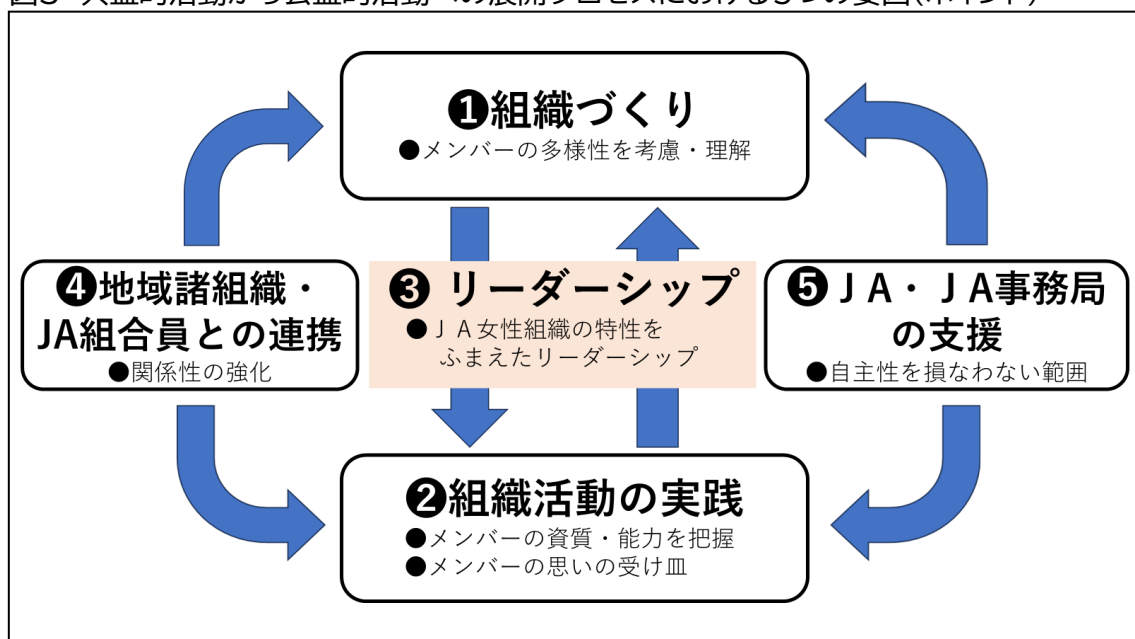 ❶組織づくり
●メンバーの多様性を考慮・理解
❹地域諸組織・
JA組合員との連携
●関係性の強化
❸ リーダーシップ
●ＪＡ女性組織の特性を
ふまえたリーダーシップ
❺ＪＡ・ＪＡ事務局
の支援
●自主性を損なわない範囲
❷組織活動の実践
●メンバーの資質・能力を把握
●メンバーの思いの受け皿